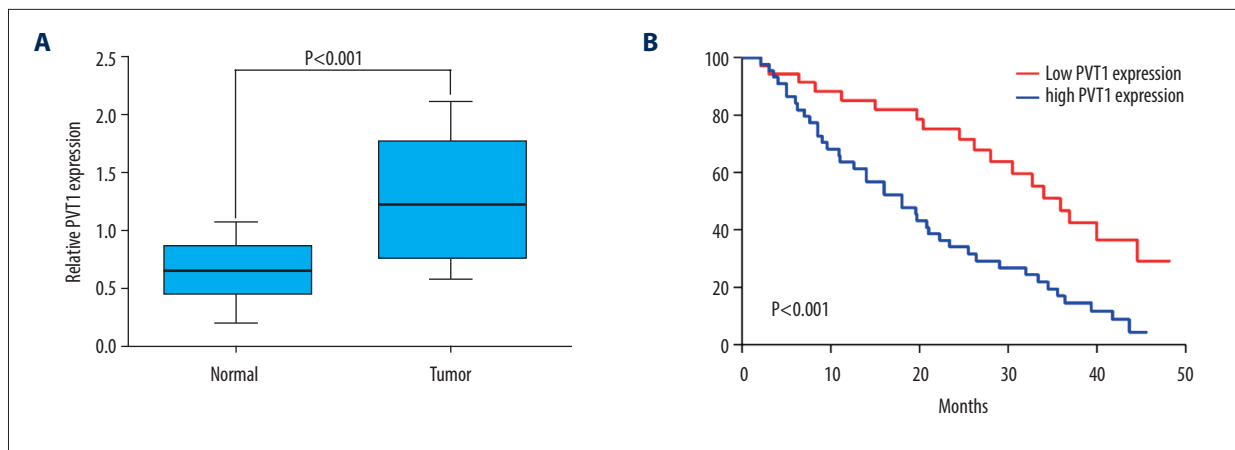 A
P<0.001
Relative PVT1 expression
2.5
2.0
1.5
1.0
0.5
0.0
Normal
Tumor
B
Low PVT1 expression
high PVT1 expression
100
80
60
40
20
0
P<0.001
0
10
20
30
40
50
Months